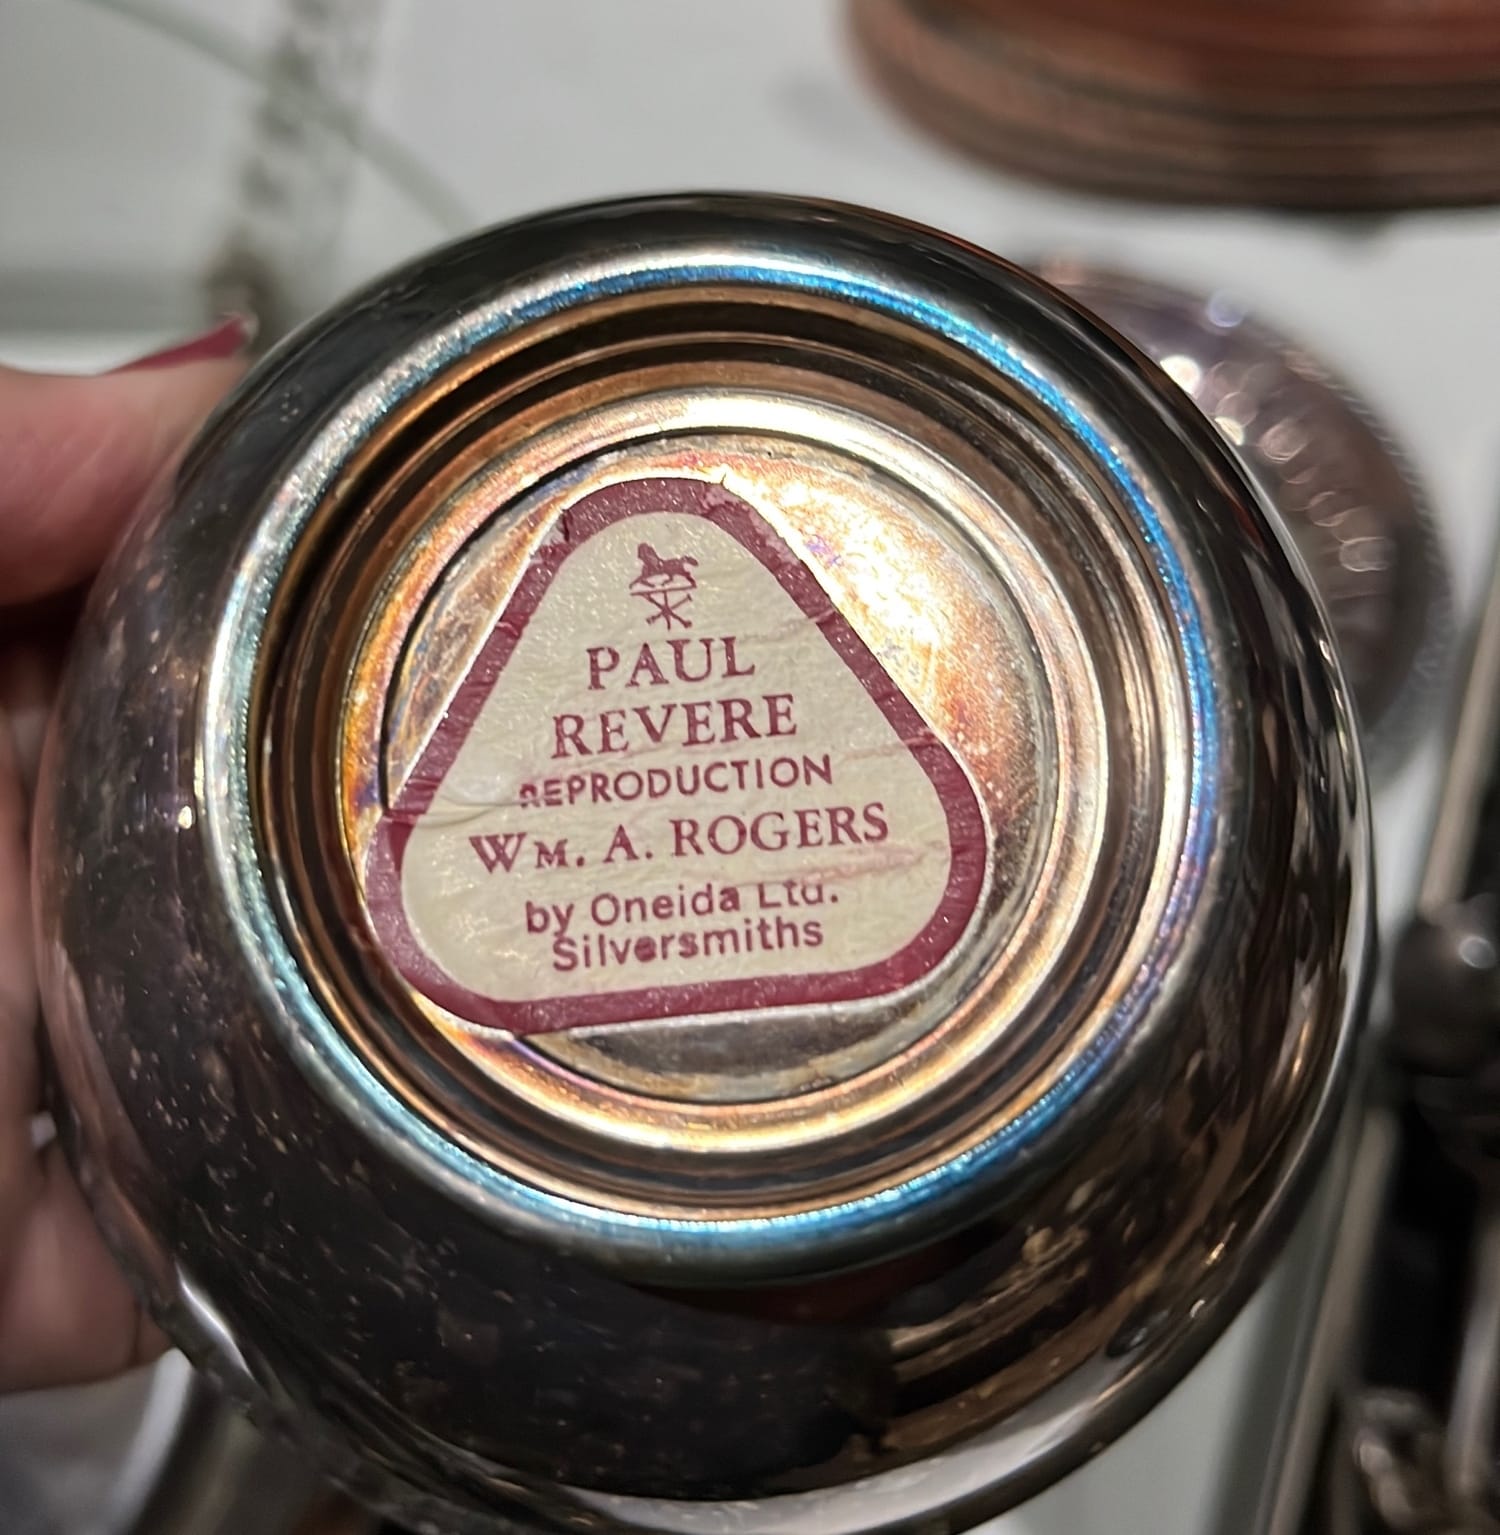 PAUL
REVERE
REPRODUCTION
WM. A. ROGERS
by Oneida Ltd.
Silversmiths